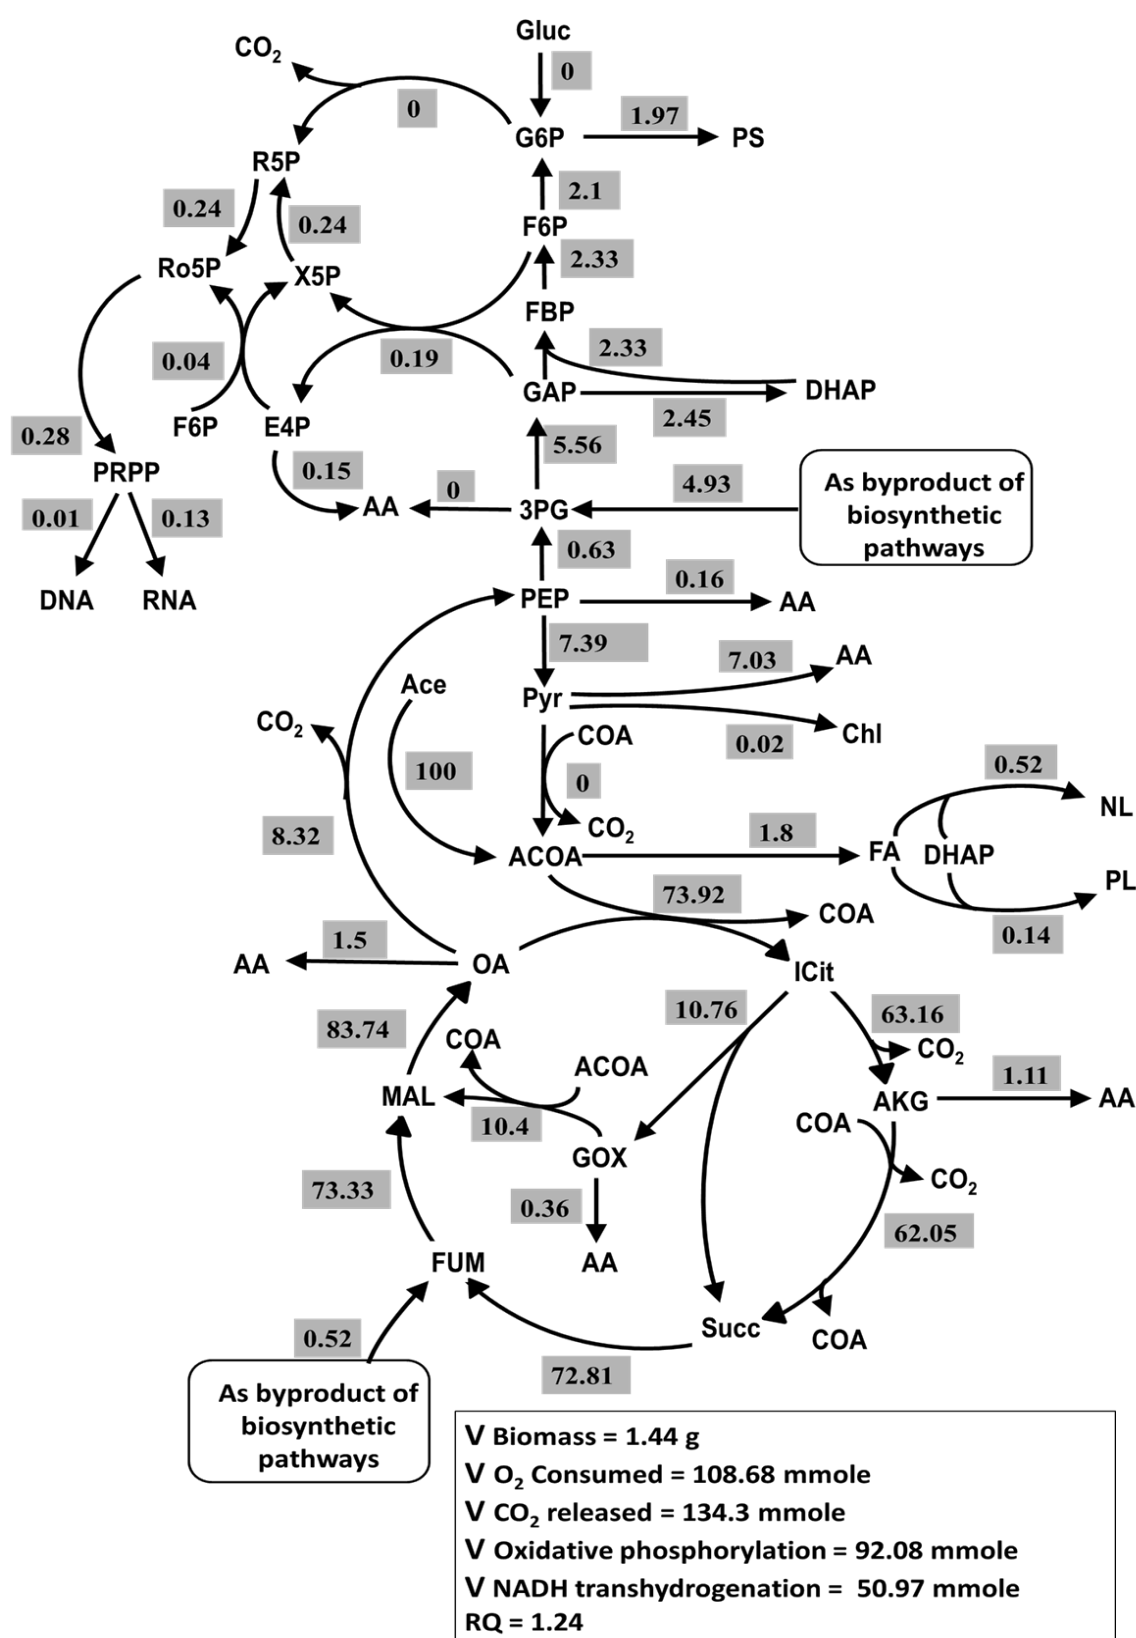 Gluc
CO2
0
0
G6P
1.97
PS
R5P
2.1
0.24
0.24
F6P
Ro5P
X5P
2.33
FBP
0.04
0.19
2.33
GAP
DHAP
2.45
F6P
E4P
0.28
5.56
PRPP
0.15
0
4.93
As byproduct of
biosynthetic
pathways
AA
3PG
0.01
0.13
0.63
DNA
RNA
PEP
0.16
AA
7.39
7.03
AA
Ace
Pyr
CO2
COA
0.02
Chl
100
0
0.52
NL
8.32
CO2
1.8
ACOA
FA
DHAP
PL
73.92
COA
0.14
1.5
AA
OA
ICit
10.76
63.16
83.74
COA
CO2
ACOA
1.11
MAL
AKG
AA
10.4
COA
GOX
CO2
73.33
0.36
62.05
FUM
AA
0.52
Succ
COA
72.81
As byproduct of
biosynthetic
pathways
V Biomass = 1.44 g
V O2 Consumed = 108.68 mmole
V CO2 released = 134.3 mmole
V Oxidative phosphorylation = 92.08 mmole
V NADH transhydrogenation = 50.97 mmole
RQ = 1.24